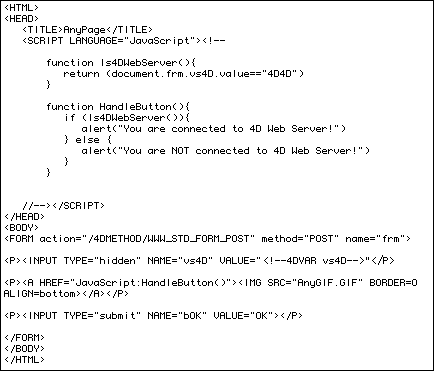 <HTML>
<HEAD>
<TITLE>AnyPage</TITLE>
<SCRIPT LANGUAGE="JavaScript"><!--
function Is4DWebServer(){
return (document.frm.vs4D.value=="4D4D")
}
function HandleButton(){
if (Is4DWebServer()){
alert("You are connected to 4D Web Server!")
} else {
alert("You are NOT connected to 4D Web Server!")
}
}
//--></SCRIPT>
</HEAD>
<BODY>
<FORM action="/4DMETHOD/WWW_STD_FORM_POST" method="POST" name="frm">
<P><INPUT TYPE="hidden" NAME="vs4D" VALUE="<!--4DVAR vs4D-->"</P>
<P><A HREF="JavaScript:HandleButton()"><IMG SRC="AnyGIF.GIF" BORDER=0
ALIGN=bottom></A></P>
<P><INPUT TYPE="submit" NAME="bOK" VALUE="OK"></P>
</FORM>
</BODY>
</HTML>